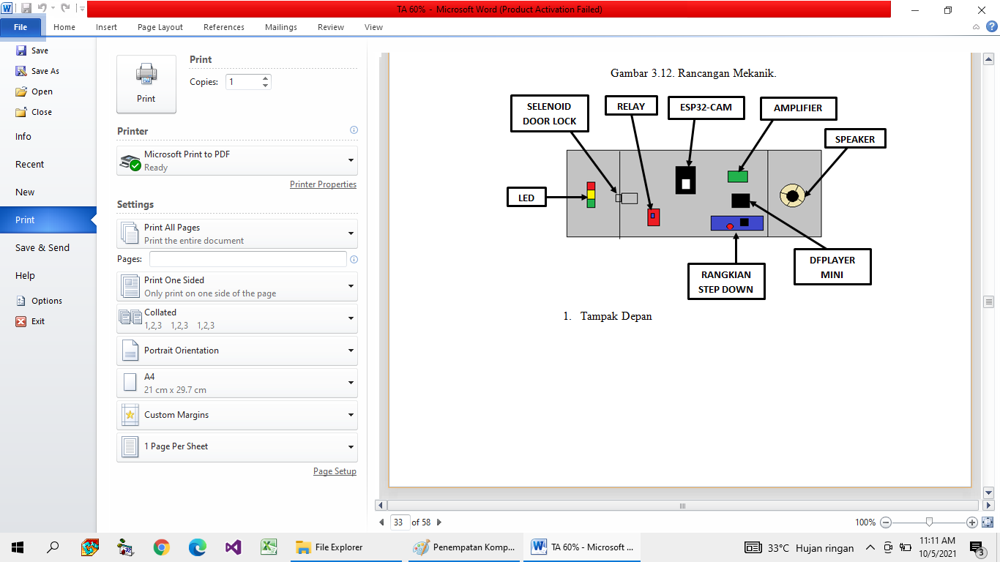 TA 60% - Microsoft Word (Product Activation Failed)
File Home Insert Page Layout References Mailings Review View
Save
Save As
Open
Close
Info
Recent
New
Print
Save & Send
Help
Options
Exit
Print
Print
Copies: 1
Printer
Microsoft Print to PDF
Ready
Printer Properties
Settings
Print All Pages
Print the entire document
Pages:
Print One Sided
Only print on one side of the page
Collated
1,2,3 1,2,3 1,2,3
Portrait Orientation
A4
21 cm x 29.7 cm
Custom Margins
1 Page Per Sheet
Page Setup
Gambar 3.12. Rancangan Mekanik.
SELENOID
DOOR LOCK
RELAY
ESP32-CAM
AMPLIFIER
SPEAKER
LED
RANGKIAN
STEP DOWN
DFPLAYER
MINI
1. Tampak Depan
33 of 58
100%
File Explorer
Penempatan Komp...
TA 60% - Microsoft ...
33°C Hujan ringan
11:11 AM
10/5/2021
3